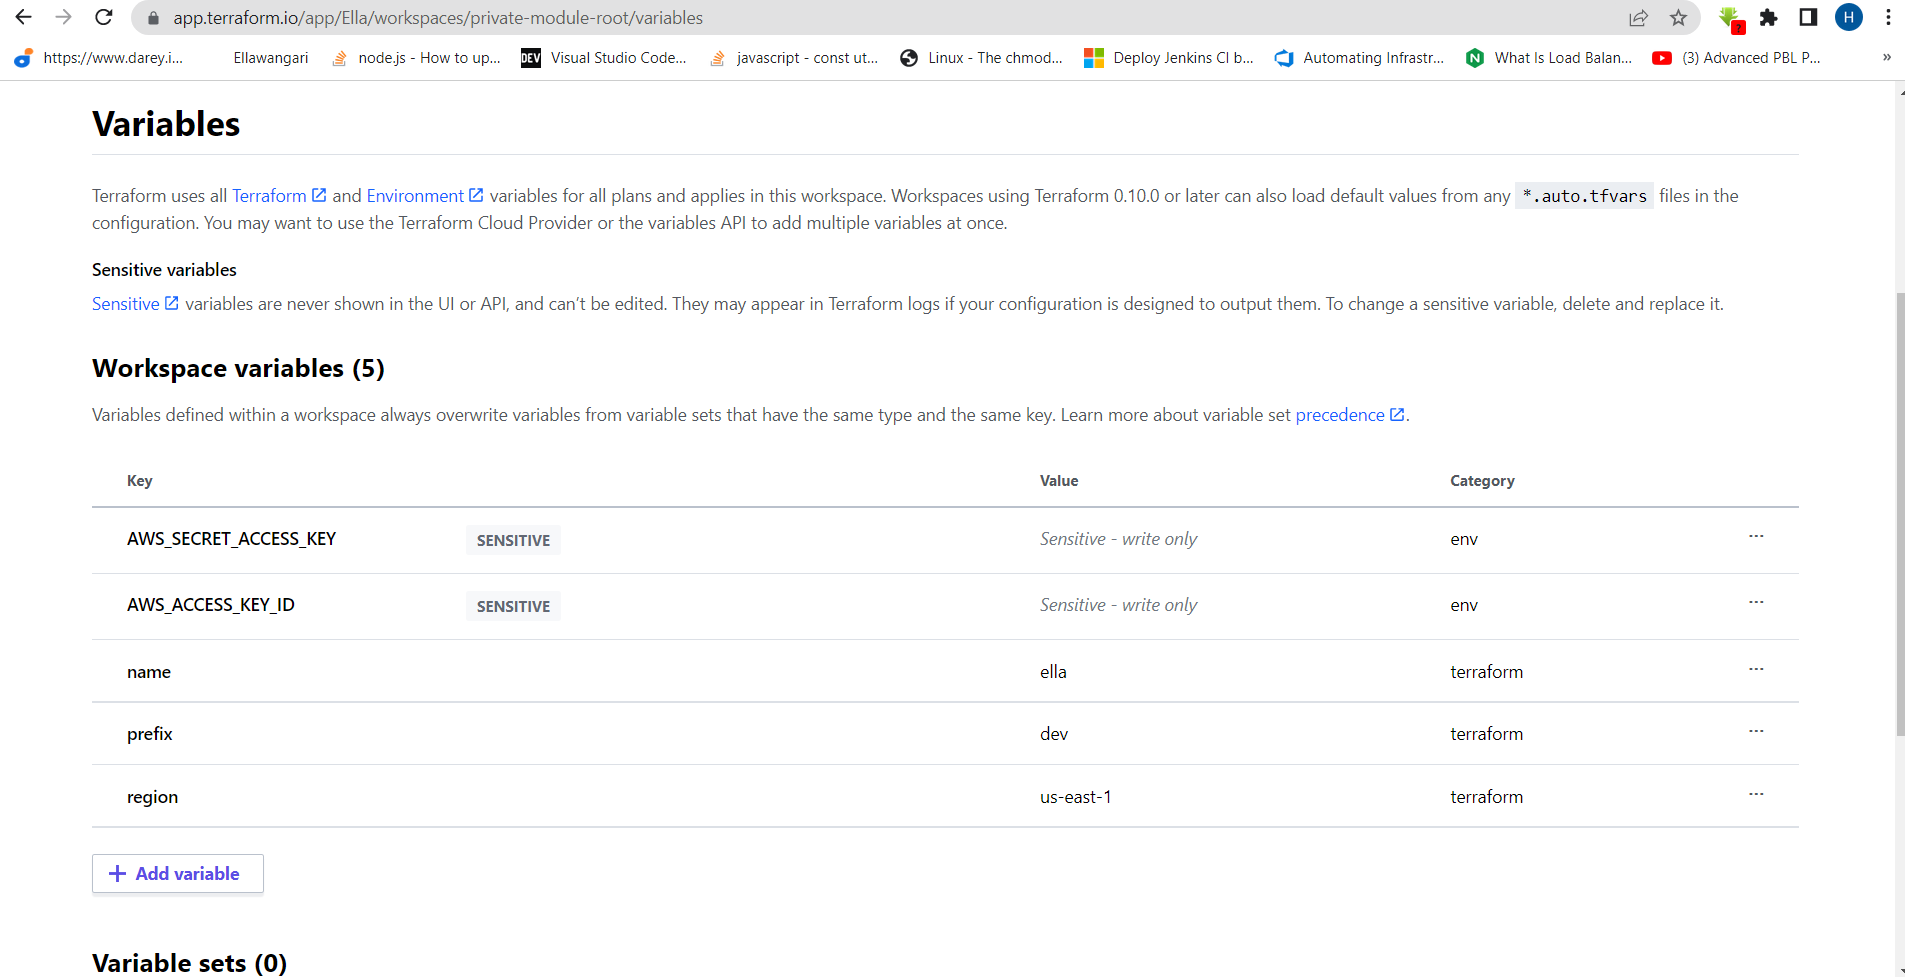 app.terraform.io/app/Ella/workspaces/private-module-root/variables
?
H
https://www.darey.i...
Ellawangari
node.js - How to up...
DEV
Visual Studio Code...
javascript - const ut...
Linux - The chmod...
Deploy Jenkins CI b...
Automating Infrastr...
N
What Is Load Balan...
(3) Advanced PBL P...
»
Variables
Terraform uses all Terraform and Environment variables for all plans and applies in this workspace. Workspaces using Terraform 0.10.0 or later can also load default values from any *.auto.tfvars files in the
configuration. You may want to use the Terraform Cloud Provider or the variables API to add multiple variables at once.
Sensitive variables
Sensitive variables are never shown in the UI or API, and can’t be edited. They may appear in Terraform logs if your configuration is designed to output them. To change a sensitive variable, delete and replace it.
Workspace variables (5)
Variables defined within a workspace always overwrite variables from variable sets that have the same type and the same key. Learn more about variable set precedence.
Key Value Category
AWS_SECRET_ACCESS_KEY SENSITIVE Sensitive - write only env ...
AWS_ACCESS_KEY_ID SENSITIVE Sensitive - write only env ...
name ella terraform ...
prefix dev terraform ...
region us-east-1 terraform ...
+ Add variable
Variable sets (0)